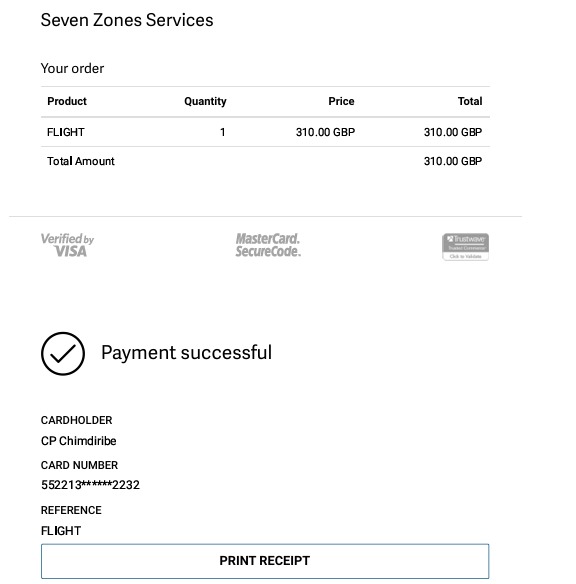 Seven Zones Services
Your order
Product Quantity Price Total
FLIGHT 1 310.00 GBP 310.00 GBP
Total Amount 310.00 GBP
Verified by VISA MasterCard. SecureCode. Trustwave Trusted Commerce Click to Validate
Payment successful
CARDHOLDER
CP Chimdiribe
CARD NUMBER
552213******2232
REFERENCE
FLIGHT
PRINT RECEIPT